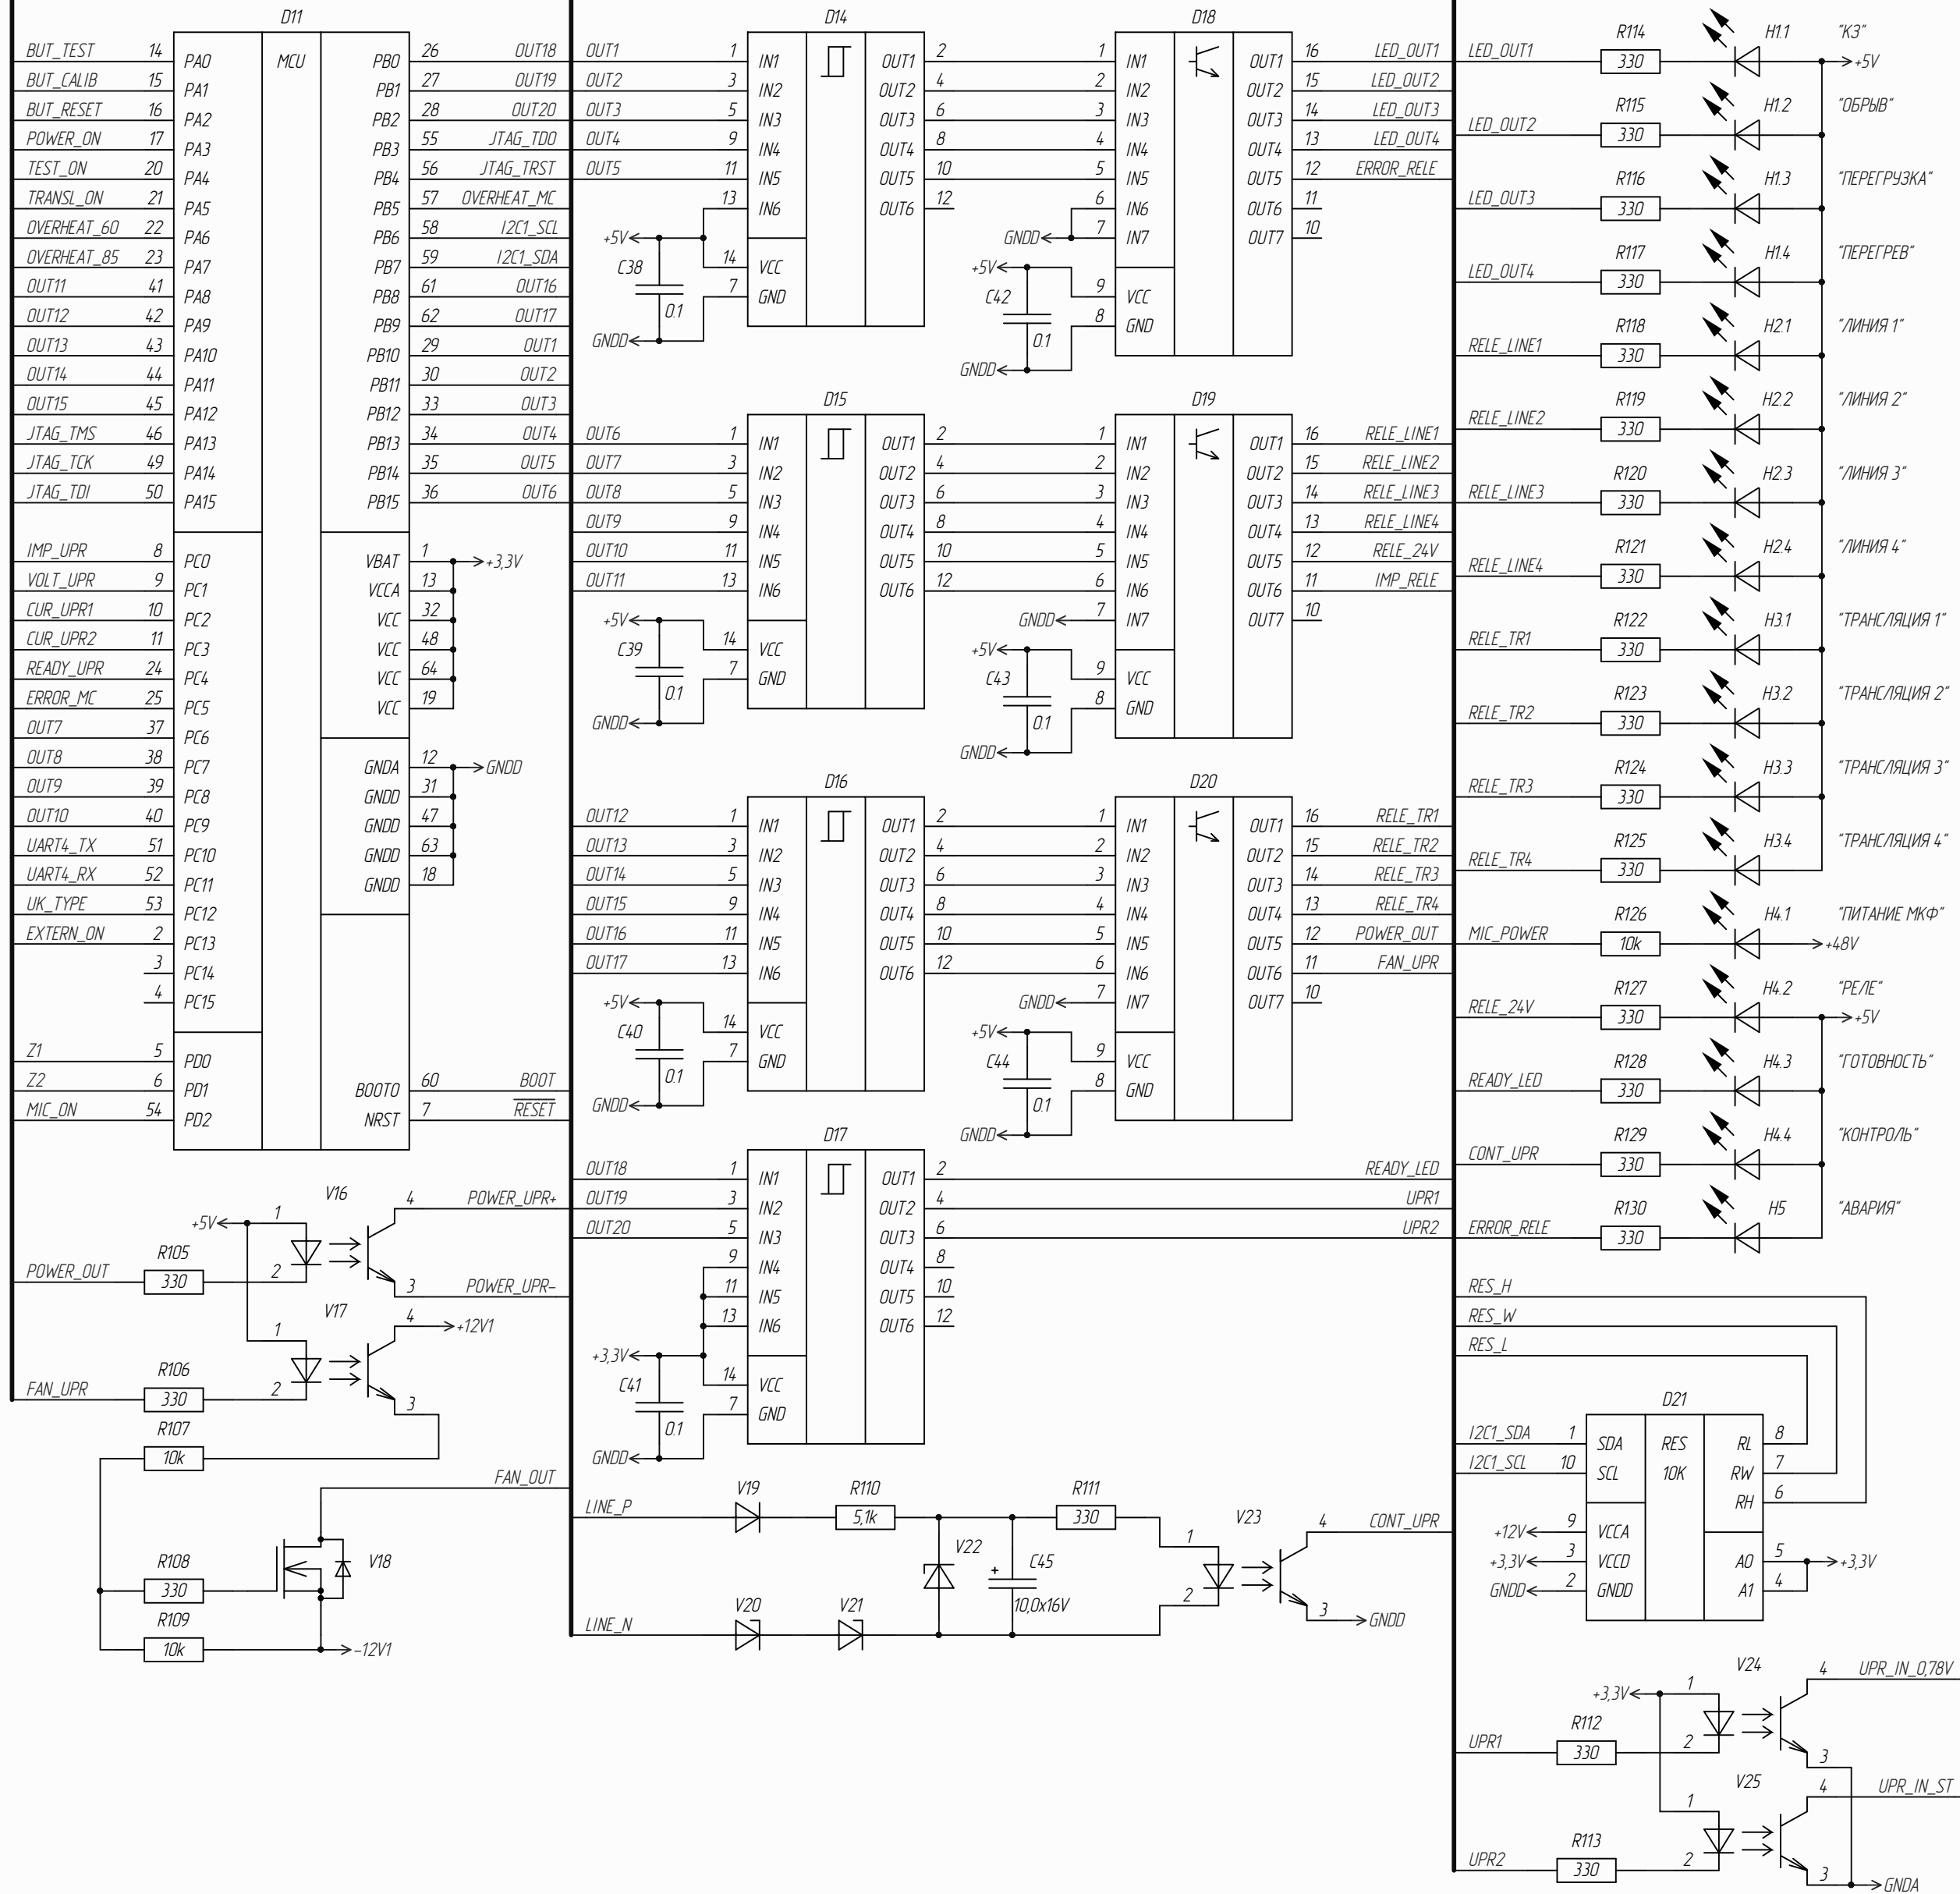 D11
MCU
BUT_TEST 14 PA0
BUT_CALIB 15 PA1
BUT_RESET 16 PA2
POWER_ON 17 PA3
TEST_ON 20 PA4
TRANSL_ON 21 PA5
OVERHEAT_60 22 PA6
OVERHEAT_85 23 PA7
OUT11 41 PA8
OUT12 42 PA9
OUT13 43 PA10
OUT14 44 PA11
OUT15 45 PA12
JTAG_TMS 46 PA13
JTAG_TCK 49 PA14
JTAG_TDI 50 PA15
IMP_UPR 8 PC0
VOLT_UPR 9 PC1
CUR_UPR1 10 PC2
CUR_UPR2 11 PC3
READY_UPR 24 PC4
ERROR_MC 25 PC5
OUT7 37 PC6
OUT8 38 PC7
OUT9 39 PC8
OUT10 40 PC9
UART4_TX 51 PC10
UART4_RX 52 PC11
UK_TYPE 53 PC12
EXTERN_ON 2 PC13
3 PC14
4 PC15
Z1 5 PD0
Z2 6 PD1
MIC_ON 54 PD2
PB0 26 OUT18
PB1 27 OUT19
PB2 28 OUT20
PB3 55 JTAG_TDO
PB4 56 JTAG_TRST
PB5 57 OVERHEAT_MC
PB6 58 I2C1_SCL
PB7 59 I2C1_SDA
PB8 61 OUT16
PB9 62 OUT17
PB10 29 OUT1
PB11 30 OUT2
PB12 33 OUT3
PB13 34 OUT4
PB14 35 OUT5
PB15 36 OUT6
VBAT 1 +3,3V
VCCA 13
VCC 32
VCC 48
VCC 64
VCC 19
GNDA 12 GNDD
GNDD 31
GNDD 47
GNDD 63
GNDD 18
BOOT0 60 BOOT
NRST 7 RESET
V16
+5V 1 4 POWER_UPR+
R105
POWER_OUT 330 2 3 POWER_UPR-
V17
1 4 +12V1
R106
FAN_UPR 330 2 3
R107
10k
FAN_OUT
R108
330
V18
R109
10k -12V1
D14
OUT1 1 IN1 OUT1 2
OUT2 3 IN2 OUT2 4
OUT3 5 IN3 OUT3 6
OUT4 9 IN4 OUT4 8
OUT5 11 IN5 OUT5 10
13 IN6 OUT6 12
+5V
C38
0.1
14 VCC
7 GND
GNDD
D18
1 IN1 OUT1 16 LED_OUT1
2 IN2 OUT2 15 LED_OUT2
3 IN3 OUT3 14 LED_OUT3
4 IN4 OUT4 13 LED_OUT4
5 IN5 OUT5 12 ERROR_RELE
6 IN6 OUT6 11
GNDD 7 IN7 OUT7 10
+5V
C42
0.1
9 VCC
8 GND
GNDD
D15
OUT6 1 IN1 OUT1 2
OUT7 3 IN2 OUT2 4
OUT8 5 IN3 OUT3 6
OUT9 9 IN4 OUT4 8
OUT10 11 IN5 OUT5 10
OUT11 13 IN6 OUT6 12
+5V
C39
0.1
14 VCC
7 GND
GNDD
D19
1 IN1 OUT1 16 RELE_LINE1
2 IN2 OUT2 15 RELE_LINE2
3 IN3 OUT3 14 RELE_LINE3
4 IN4 OUT4 13 RELE_LINE4
5 IN5 OUT5 12 RELE_24V
6 IN6 OUT6 11 IMP_RELE
GNDD 7 IN7 OUT7 10
+5V
C43
0.1
9 VCC
8 GND
GNDD
D16
OUT12 1 IN1 OUT1 2
OUT13 3 IN2 OUT2 4
OUT14 5 IN3 OUT3 6
OUT15 9 IN4 OUT4 8
OUT16 11 IN5 OUT5 10
OUT17 13 IN6 OUT6 12
+5V
C40
0.1
14 VCC
7 GND
GNDD
D20
1 IN1 OUT1 16 RELE_TR1
2 IN2 OUT2 15 RELE_TR2
3 IN3 OUT3 14 RELE_TR3
4 IN4 OUT4 13 RELE_TR4
5 IN5 OUT5 12 POWER_OUT
6 IN6 OUT6 11 FAN_UPR
GNDD 7 IN7 OUT7 10
+5V
C44
0.1
9 VCC
8 GND
GNDD
D17
OUT18 1 IN1 OUT1 2 READY_LED
OUT19 3 IN2 OUT2 4 UPR1
OUT20 5 IN3 OUT3 6 UPR2
9 IN4 OUT4 8
11 IN5 OUT5 10
13 IN6 OUT6 12
+3,3V
C41
0.1
14 VCC
7 GND
GNDD
LINE_P V19 R110 5,1k R111 330
V22
C45
+
10,0x16V
LINE_N V20 V21
V23
1 4 CONT_UPR
2 3 GNDD
LED_OUT1 R114 330 H1.1 "КЗ" +5V
LED_OUT2 R115 330 H1.2 "ОБРЫВ"
LED_OUT3 R116 330 H1.3 "ПЕРЕГРУЗКА"
LED_OUT4 R117 330 H1.4 "ПЕРЕГРЕВ"
RELE_LINE1 R118 330 H2.1 "ЛИНИЯ 1"
RELE_LINE2 R119 330 H2.2 "ЛИНИЯ 2"
RELE_LINE3 R120 330 H2.3 "ЛИНИЯ 3"
RELE_LINE4 R121 330 H2.4 "ЛИНИЯ 4"
RELE_TR1 R122 330 H3.1 "ТРАНСЛЯЦИЯ 1"
RELE_TR2 R123 330 H3.2 "ТРАНСЛЯЦИЯ 2"
RELE_TR3 R124 330 H3.3 "ТРАНСЛЯЦИЯ 3"
RELE_TR4 R125 330 H3.4 "ТРАНСЛЯЦИЯ 4"
MIC_POWER R126 10k H4.1 "ПИТАНИЕ МКФ" +48V
RELE_24V R127 330 H4.2 "РЕЛЕ" +5V
READY_LED R128 330 H4.3 "ГОТОВНОСТЬ"
CONT_UPR R129 330 H4.4 "КОНТРОЛЬ"
ERROR_RELE R130 330 H5 "АВАРИЯ"
RES_H
RES_W
RES_L
D21
I2C1_SDA 1 SDA RES RL 8
I2C1_SCL 10 SCL 10K RW 7
RH 6
+12V 9 VCCA
+3,3V 3 VCCD A0 5 +3,3V
GNDD 2 GNDD A1 4
V24
+3,3V 1 4 UPR_IN_0,78V
R112
UPR1 330 2 3
V25
1 4 UPR_IN_ST
R113
UPR2 330 2 3 GNDA